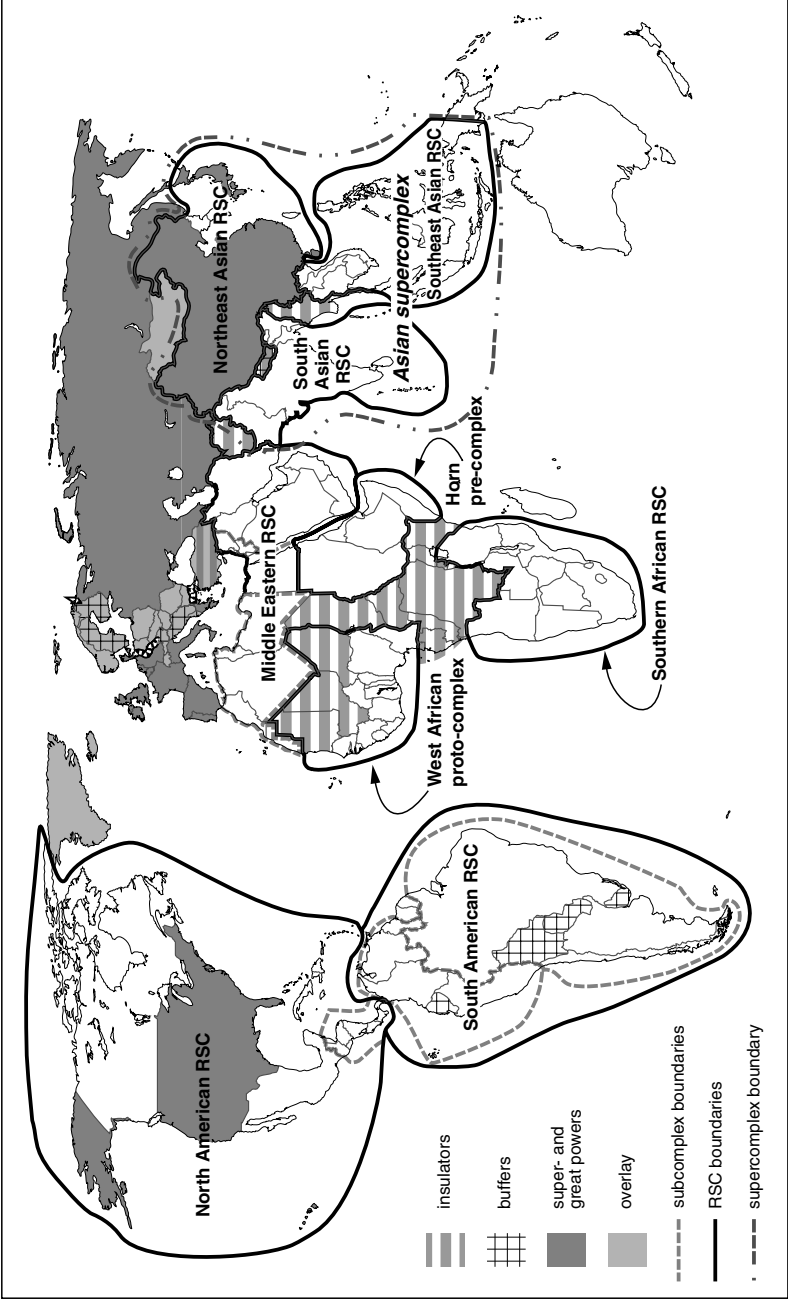 North American RSC
South American RSC
West African
proto-complex
Middle Eastern RSC
Horn
pre-complex
Southern African RSC
Northeast Asian RSC
South
Asian
RSC
Asian supercomplex
Southeast Asian RSC
insulators
buffers
super- and
great powers
overlay
subcomplex boundaries
RSC boundaries
supercomplex boundary